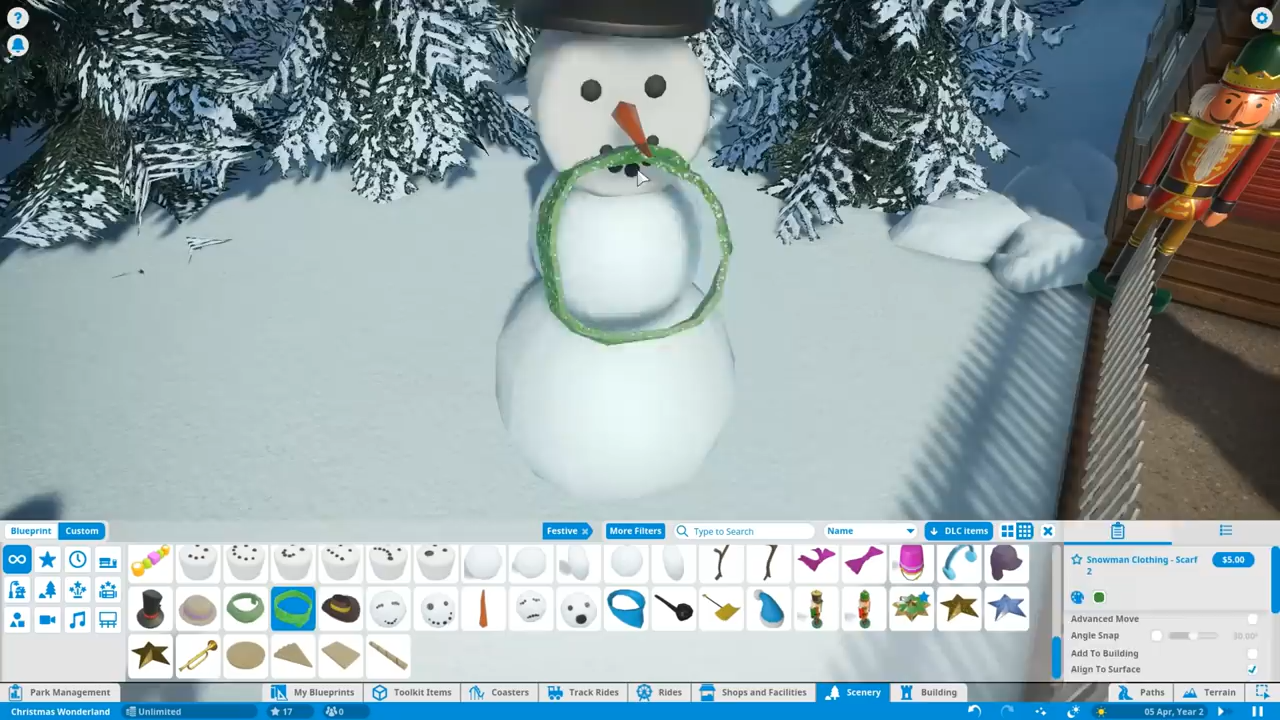 ?
Blueprint
Custom
Festive
More Filters
Type to Search
Name
DLC items
Snowman Clothing - Scarf
2
$5.00
Advanced Move
Angle Snap
30.00°
Add To Building
Align To Surface
Park Management
My Blueprints
Toolkit Items
Coasters
Track Rides
Rides
Shops and Facilities
Scenery
Building
Paths
Terrain
Christmas Wonderland
Unlimited
17
0
05 Apr, Year 2